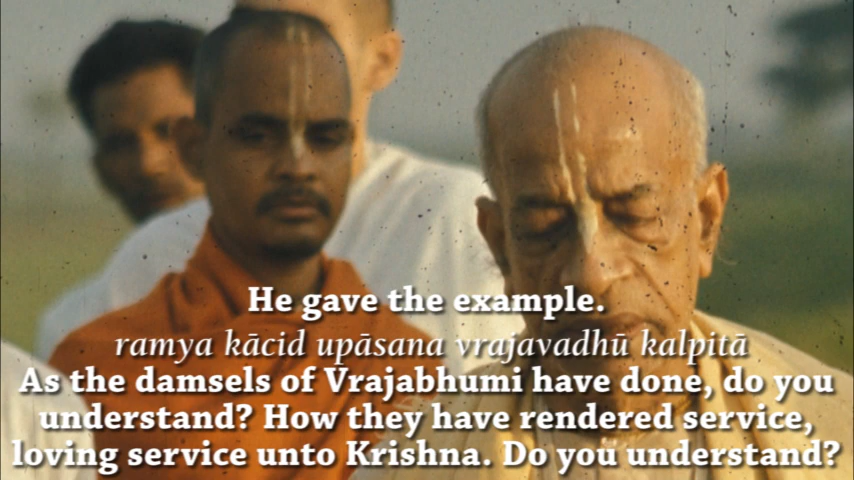 He gave the example.
ramya kācid upāsana vrajavadhū kalpitā
As the damsels of Vrajabhumi have done, do you
understand? How they have rendered service,
loving service unto Krishna. Do you understand?